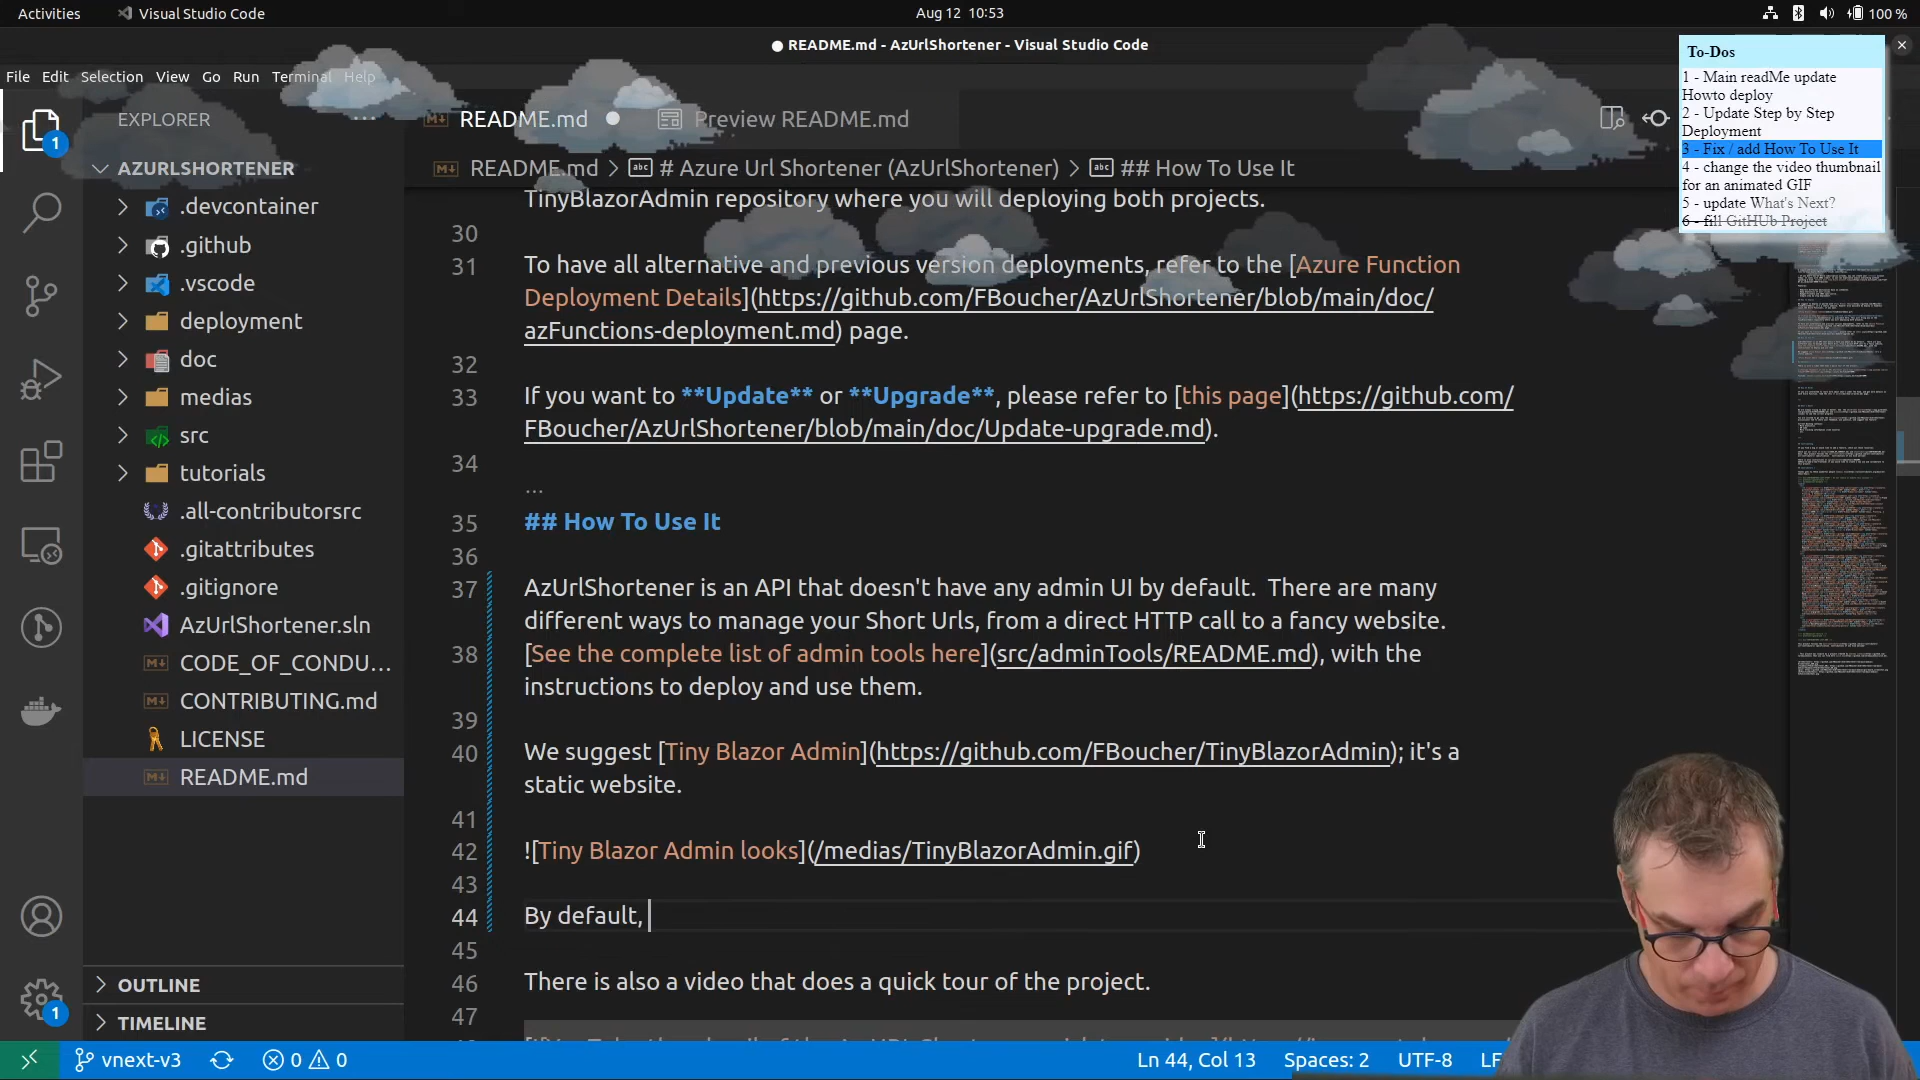 Activities
Visual Studio Code
Aug 12 10:53
100 %
README.md - AzUrlShortener - Visual Studio Code
File Edit Selection View Go Run Terminal Help
To-Dos
1 - Main readMe update
Howto deploy
2 - Update Step by Step
Deployment
3 - Fix / add How To Use It
4 - change the video thumbnail
for an animated GIF
5 - update What's Next?
6 - fill GitHUb Project
EXPLORER
README.md
Preview README.md
README.md > # Azure Url Shortener (AzUrlShortener) > ## How To Use It
AZURLSHORTENER
.devcontainer
.github
.vscode
deployment
doc
medias
src
tutorials
.all-contributorsrc
.gitattributes
.gitignore
AzUrlShortener.sln
CODE_OF_CONDU...
CONTRIBUTING.md
LICENSE
README.md
OUTLINE
TIMELINE
TinyBlazorAdmin repository where you will deploying both projects.
30
31 To have all alternative and previous version deployments, refer to the [Azure Function
Deployment Details](https://github.com/FBoucher/AzUrlShortener/blob/main/doc/
azFunctions-deployment.md) page.
32
33 If you want to **Update** or **Upgrade**, please refer to [this page](https://github.com/
FBoucher/AzUrlShortener/blob/main/doc/Update-upgrade.md).
34
...
35 ## How To Use It
36
37 AzUrlShortener is an API that doesn't have any admin UI by default.  There are many
different ways to manage your Short Urls, from a direct HTTP call to a fancy website.
38 [See the complete list of admin tools here](src/adminTools/README.md), with the
instructions to deploy and use them.
39
40 We suggest [Tiny Blazor Admin](https://github.com/FBoucher/TinyBlazorAdmin); it's a
static website.
41
42 ![Tiny Blazor Admin looks](/medias/TinyBlazorAdmin.gif)
43
44 By default,
45
46 There is also a video that does a quick tour of the project.
47
1
1
vnext-v3
0 0
Ln 44, Col 13
Spaces: 2
UTF-8
LF